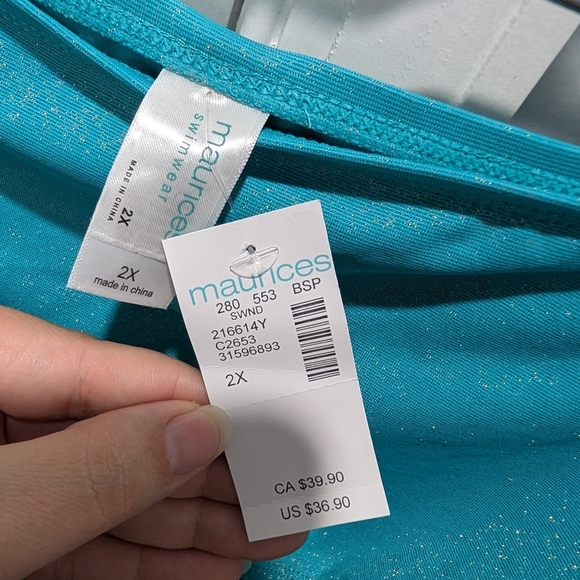 maurices
swimwear
2X
MADE IN CHINA
2X
made in china
maurices
280 553 BSP
SWND
216614Y
C2653
31596893
2X
CA $39.90
US $36.90